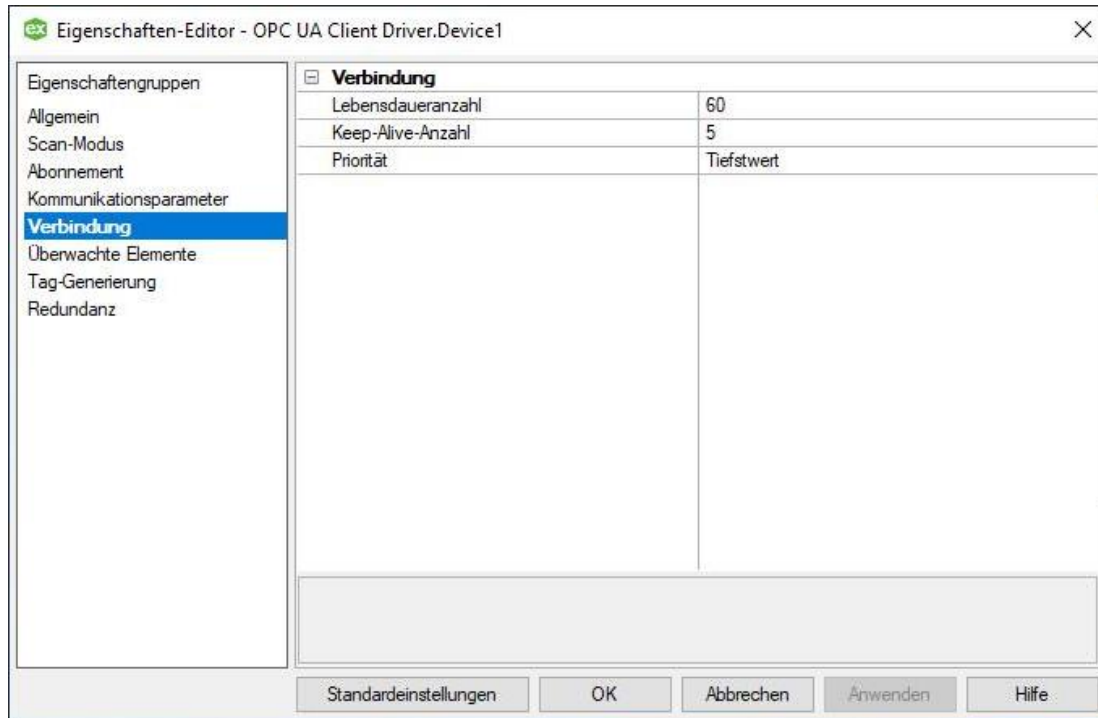 ex Eigenschaften-Editor - OPC UA Client Driver.Device1
Eigenschaftengruppen
Allgemein
Scan-Modus
Abonnement
Kommunikationsparameter
Verbindung
Überwachte Elemente
Tag-Generierung
Redundanz
Verbindung
Lebensdaueranzahl 60
Keep-Alive-Anzahl 5
Priorität Tiefstwert
Standardeinstellungen OK Abbrechen Anwenden Hilfe